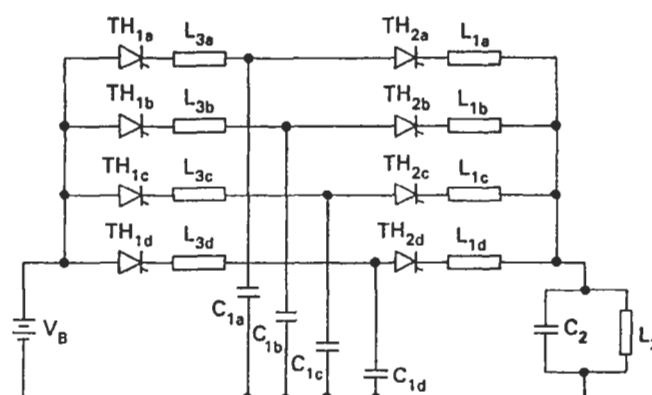 TH1a L3a TH2a L1a
TH1b L3b TH2b L1b
TH1c L3c TH2c L1c
TH1d L3d TH2d L1d
VB C1a C1b C1c C1d C2